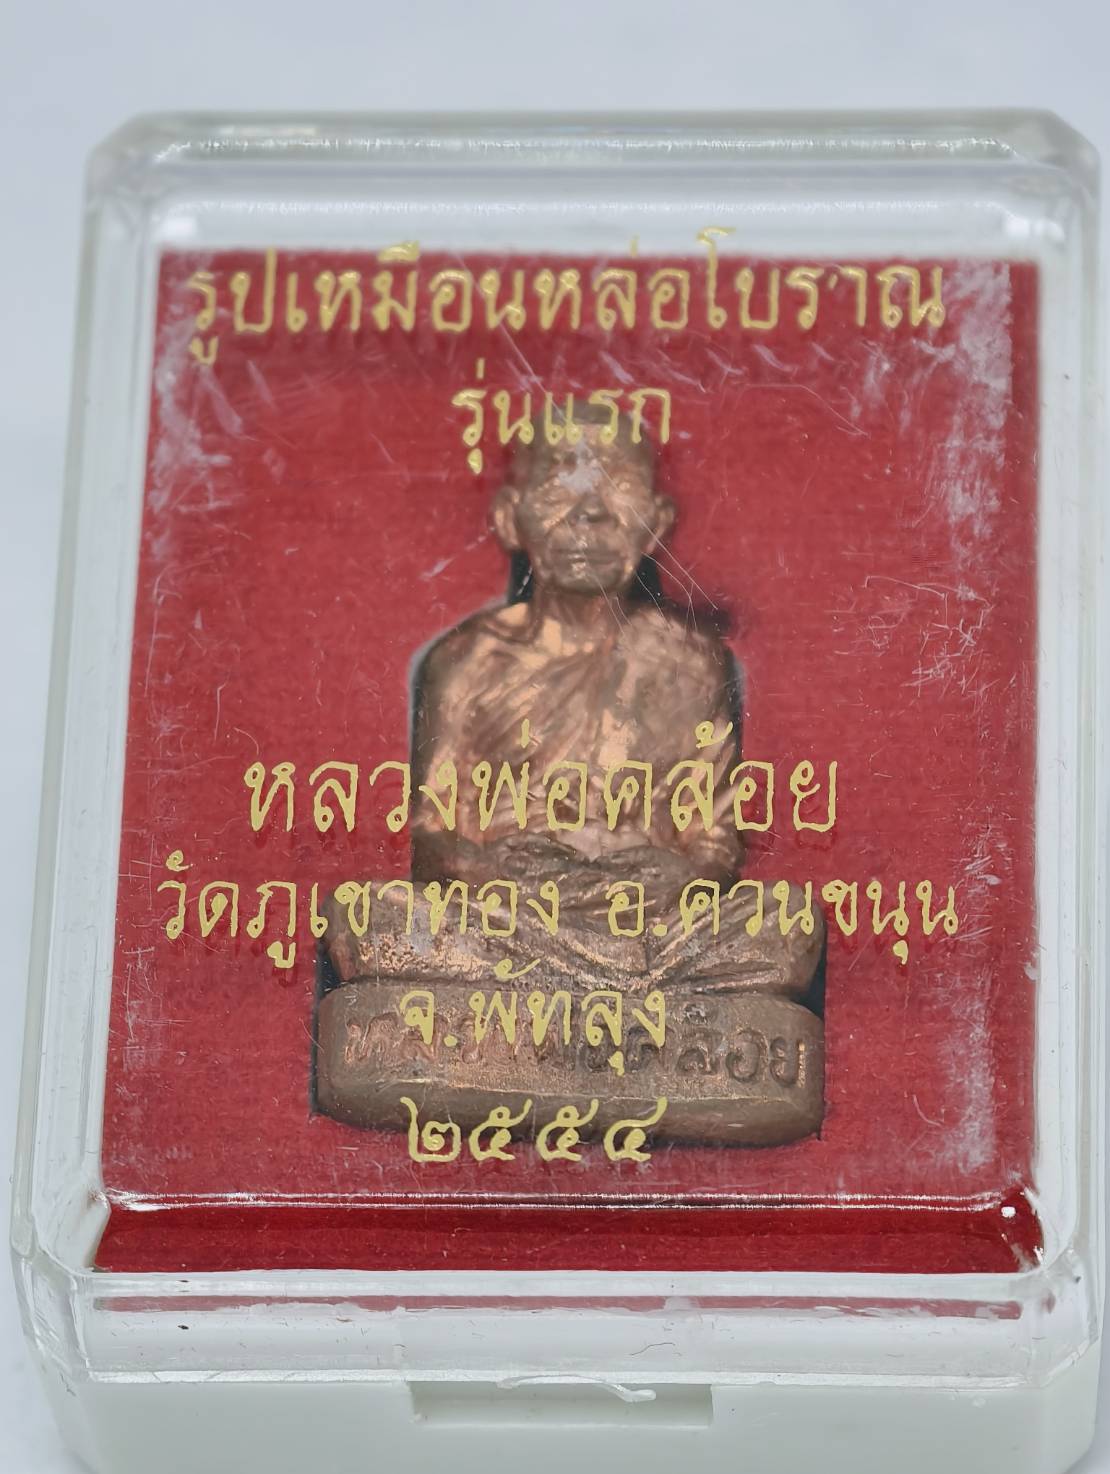 รูปเหมือนหล่อโบราณ
รุ่นแรก
หลวงพ่อคล้อย
วัดภูเขาทอง อ.ควนขนุน
จ.พัทลุง
๒๕๕๔